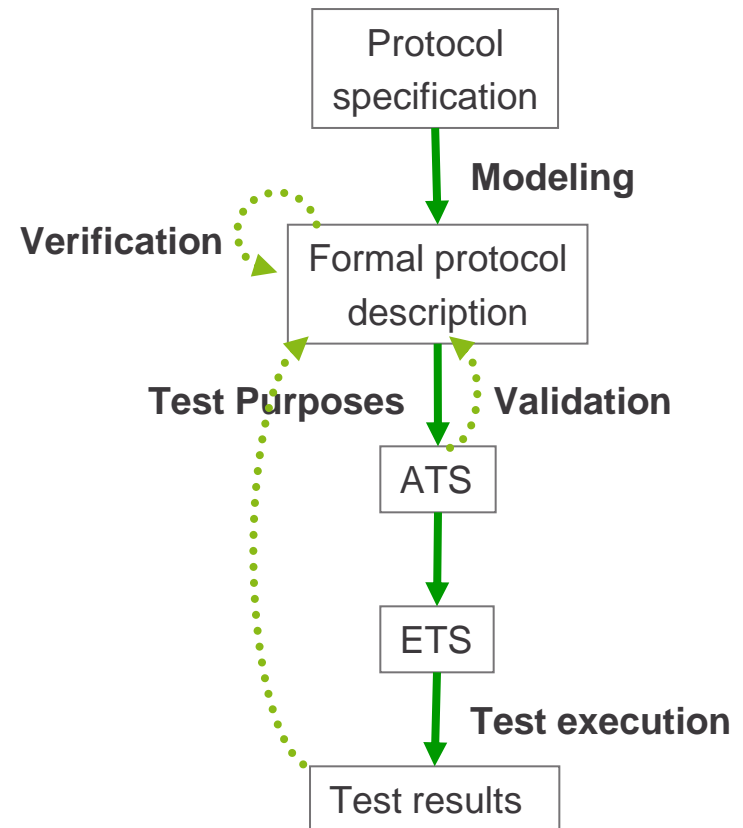 Protocol
specification
Modeling
Verification
Formal protocol
description
Test Purposes
Validation
ATS
ETS
Test execution
Test results